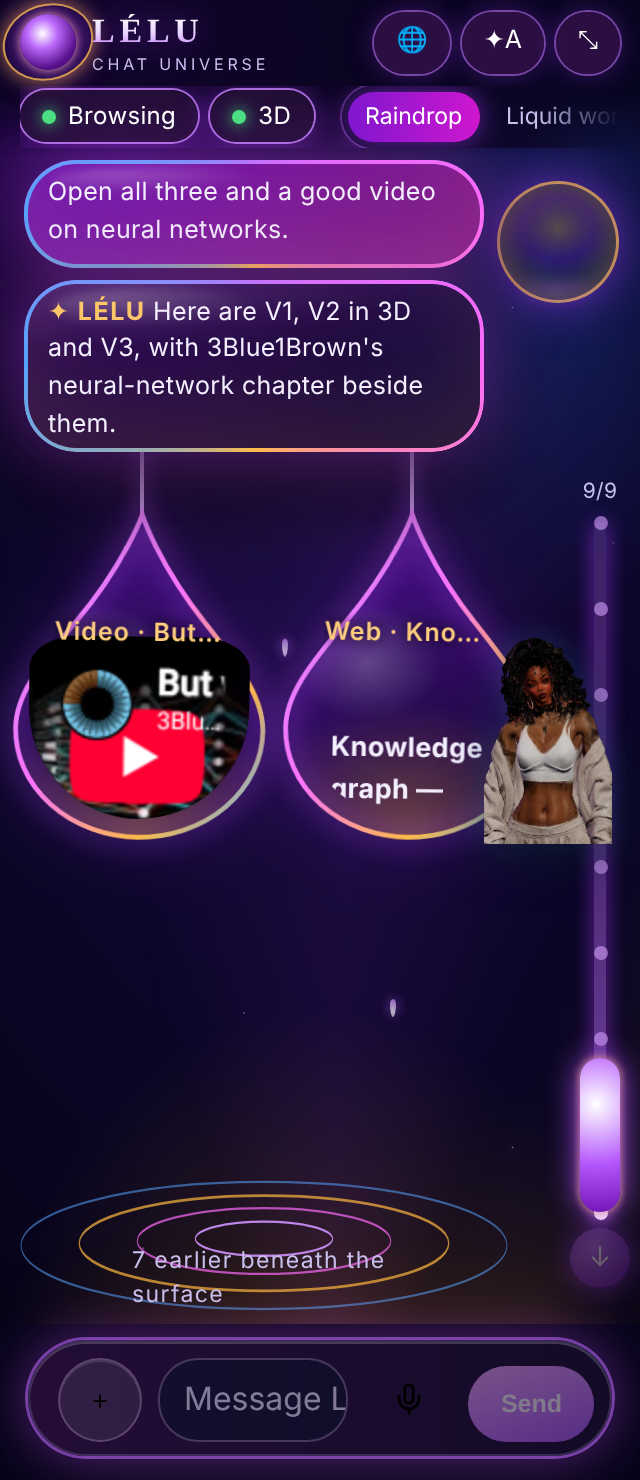 LÉLU
CHAT UNIVERSE
✦A
Browsing
3D
Raindrop
Liquid wor
Open all three and a good video
on neural networks.
✦ LÉLU Here are V1, V2 in 3D
and V3, with 3Blue1Brown's
neural-network chapter beside
them.
9/9
Video · But...
Web · Kno...
But
3Blu...
Knowledge
graph —
7 earlier beneath the
surface
+
Message L
Send